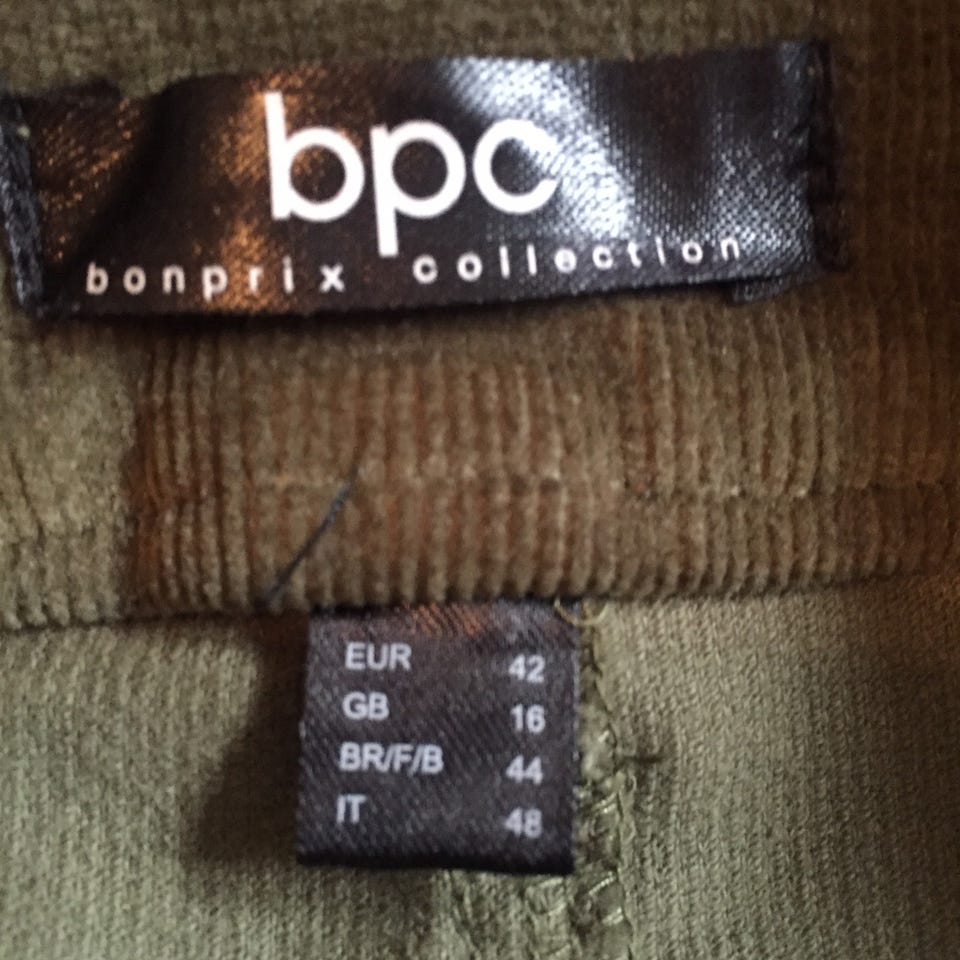 bpc
bonprix collection
EUR 42
GB 16
BR/F/B 44
IT 48